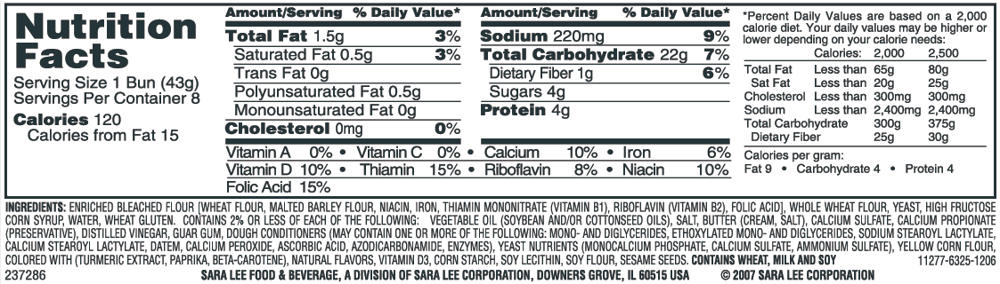 Nutrition
Facts
Serving Size 1 Bun (43g)
Servings Per Container 8
Calories 120
Calories from Fat 15
Amount/Serving % Daily Value*
Total Fat 1.5g 3%
Saturated Fat 0.5g 3%
Trans Fat 0g
Polyunsaturated Fat 0.5g
Monounsaturated Fat 0g
Cholesterol 0mg 0%
Amount/Serving % Daily Value*
Sodium 220mg 9%
Total Carbohydrate 22g 7%
Dietary Fiber 1g 6%
Sugars 4g
Protein 4g
Vitamin A 0% • Vitamin C 0% • Calcium 10% • Iron 6%
Vitamin D 10% • Thiamin 15% • Riboflavin 8% • Niacin 10%
Folic Acid 15%
*Percent Daily Values are based on a 2,000
calorie diet. Your daily values may be higher or
lower depending on your calorie needs:
Calories: 2,000 2,500
Total Fat Less than 65g 80g
Sat Fat Less than 20g 25g
Cholesterol Less than 300mg 300mg
Sodium Less than 2,400mg 2,400mg
Total Carbohydrate 300g 375g
Dietary Fiber 25g 30g
Calories per gram:
Fat 9 • Carbohydrate 4 • Protein 4
INGREDIENTS: ENRICHED BLEACHED FLOUR [WHEAT FLOUR, MALTED BARLEY FLOUR, NIACIN, IRON, THIAMIN MONONITRATE (VITAMIN B1), RIBOFLAVIN (VITAMIN B2), FOLIC ACID], WHOLE WHEAT FLOUR, YEAST, HIGH FRUCTOSE
CORN SYRUP, WATER, WHEAT GLUTEN. CONTAINS 2% OR LESS OF EACH OF THE FOLLOWING: VEGETABLE OIL (SOYBEAN AND/OR COTTONSEED OILS), SALT, BUTTER (CREAM, SALT), CALCIUM SULFATE, CALCIUM PROPIONATE
(PRESERVATIVE), DISTILLED VINEGAR, GUAR GUM, DOUGH CONDITIONERS (MAY CONTAIN ONE OR MORE OF THE FOLLOWING: MONO- AND DIGLYCERIDES, ETHOXYLATED MONO- AND DIGLYCERIDES, SODIUM STEAROYL LACTYLATE,
CALCIUM STEAROYL LACTYLATE, DATEM, CALCIUM PEROXIDE, ASCORBIC ACID, AZODICARBONAMIDE, ENZYMES), YEAST NUTRIENTS (MONOCALCIUM PHOSPHATE, CALCIUM SULFATE, AMMONIUM SULFATE), YELLOW CORN FLOUR,
COLORED WITH (TURMERIC EXTRACT, PAPRIKA, BETA-CAROTENE), NATURAL FLAVORS, VITAMIN D3, CORN STARCH, SOY LECITHIN, SOY FLOUR, SESAME SEEDS. CONTAINS WHEAT, MILK AND SOY 11277-6325-1206
237286 SARA LEE FOOD & BEVERAGE, A DIVISION OF SARA LEE CORPORATION, DOWNERS GROVE, IL 60515 USA © 2007 SARA LEE CORPORATION